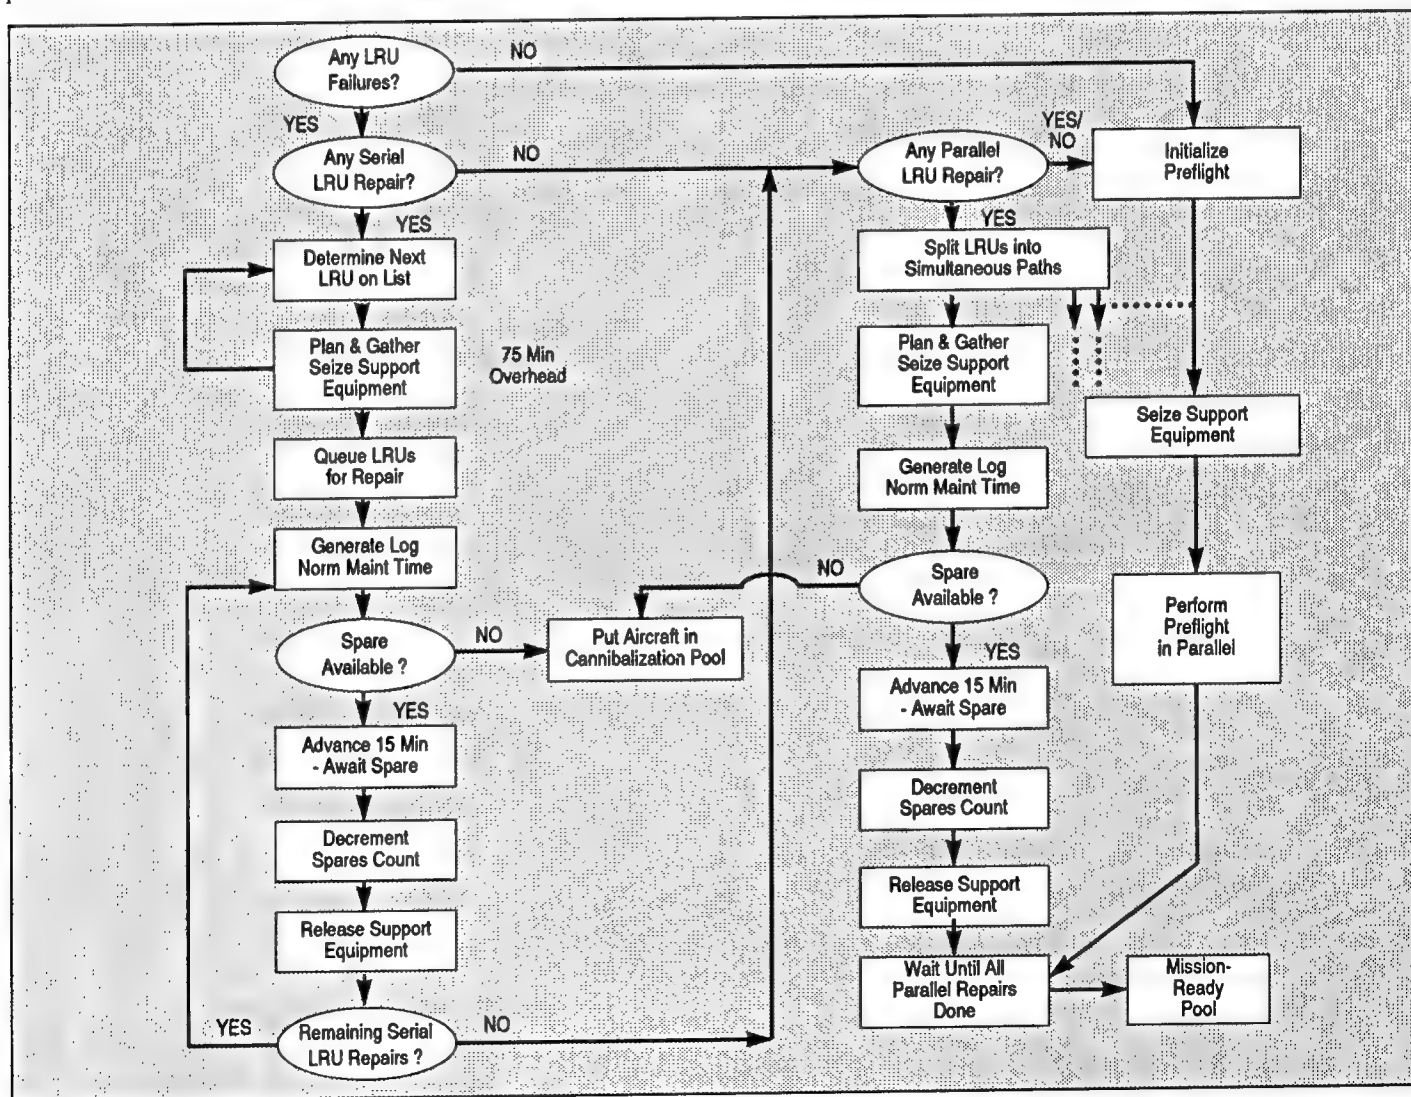 Any LRU
Failures?
NO
YES
Any Serial
LRU Repair?
NO
YES
Determine Next
LRU on List
Plan & Gather
Seize Support
Equipment
75 Min
Overhead
Queue LRUs
for Repair
Generate Log
Norm Maint Time
Spare
Available ?
NO
Put Aircraft in
Cannibalization Pool
YES
Advance 15 Min
- Await Spare
Decrement
Spares Count
Release Support
Equipment
Remaining Serial
LRU Repairs ?
YES
NO
Any Parallel
LRU Repair?
YES/
NO
YES
Split LRUs into
Simultaneous Paths
Plan & Gather
Seize Support
Equipment
Generate Log
Norm Maint Time
Spare
Available ?
NO
YES
Advance 15 Min
- Await Spare
Decrement
Spares Count
Release Support
Equipment
Wait Until All
Parallel Repairs
Done
Initialize
Preflight
Seize Support
Equipment
Perform
Preflight
in Parallel
Mission-
Ready
Pool